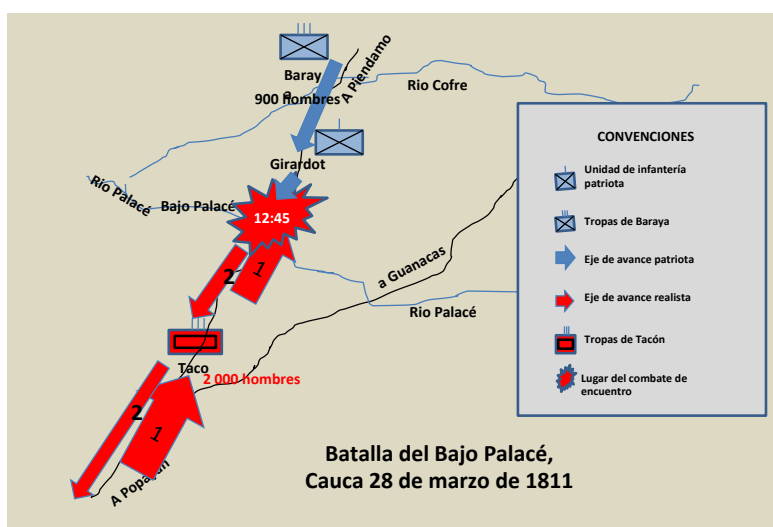 Baray
a
900 hombres
A Piendamo
Rio Cofre
Girardot
Rio Palacé
Bajo Palacé
12:45
2
1
a Guanacas
Rio Palacé
Taco
2 000 hombres
2
1
A Popayán
Batalla del Bajo Palacé,
Cauca 28 de marzo de 1811
CONVENCIONES
Unidad de infantería
patriota
Tropas de Baraya
Eje de avance patriota
Eje de avance realista
Tropas de Tacón
Lugar del combate de
encuentro